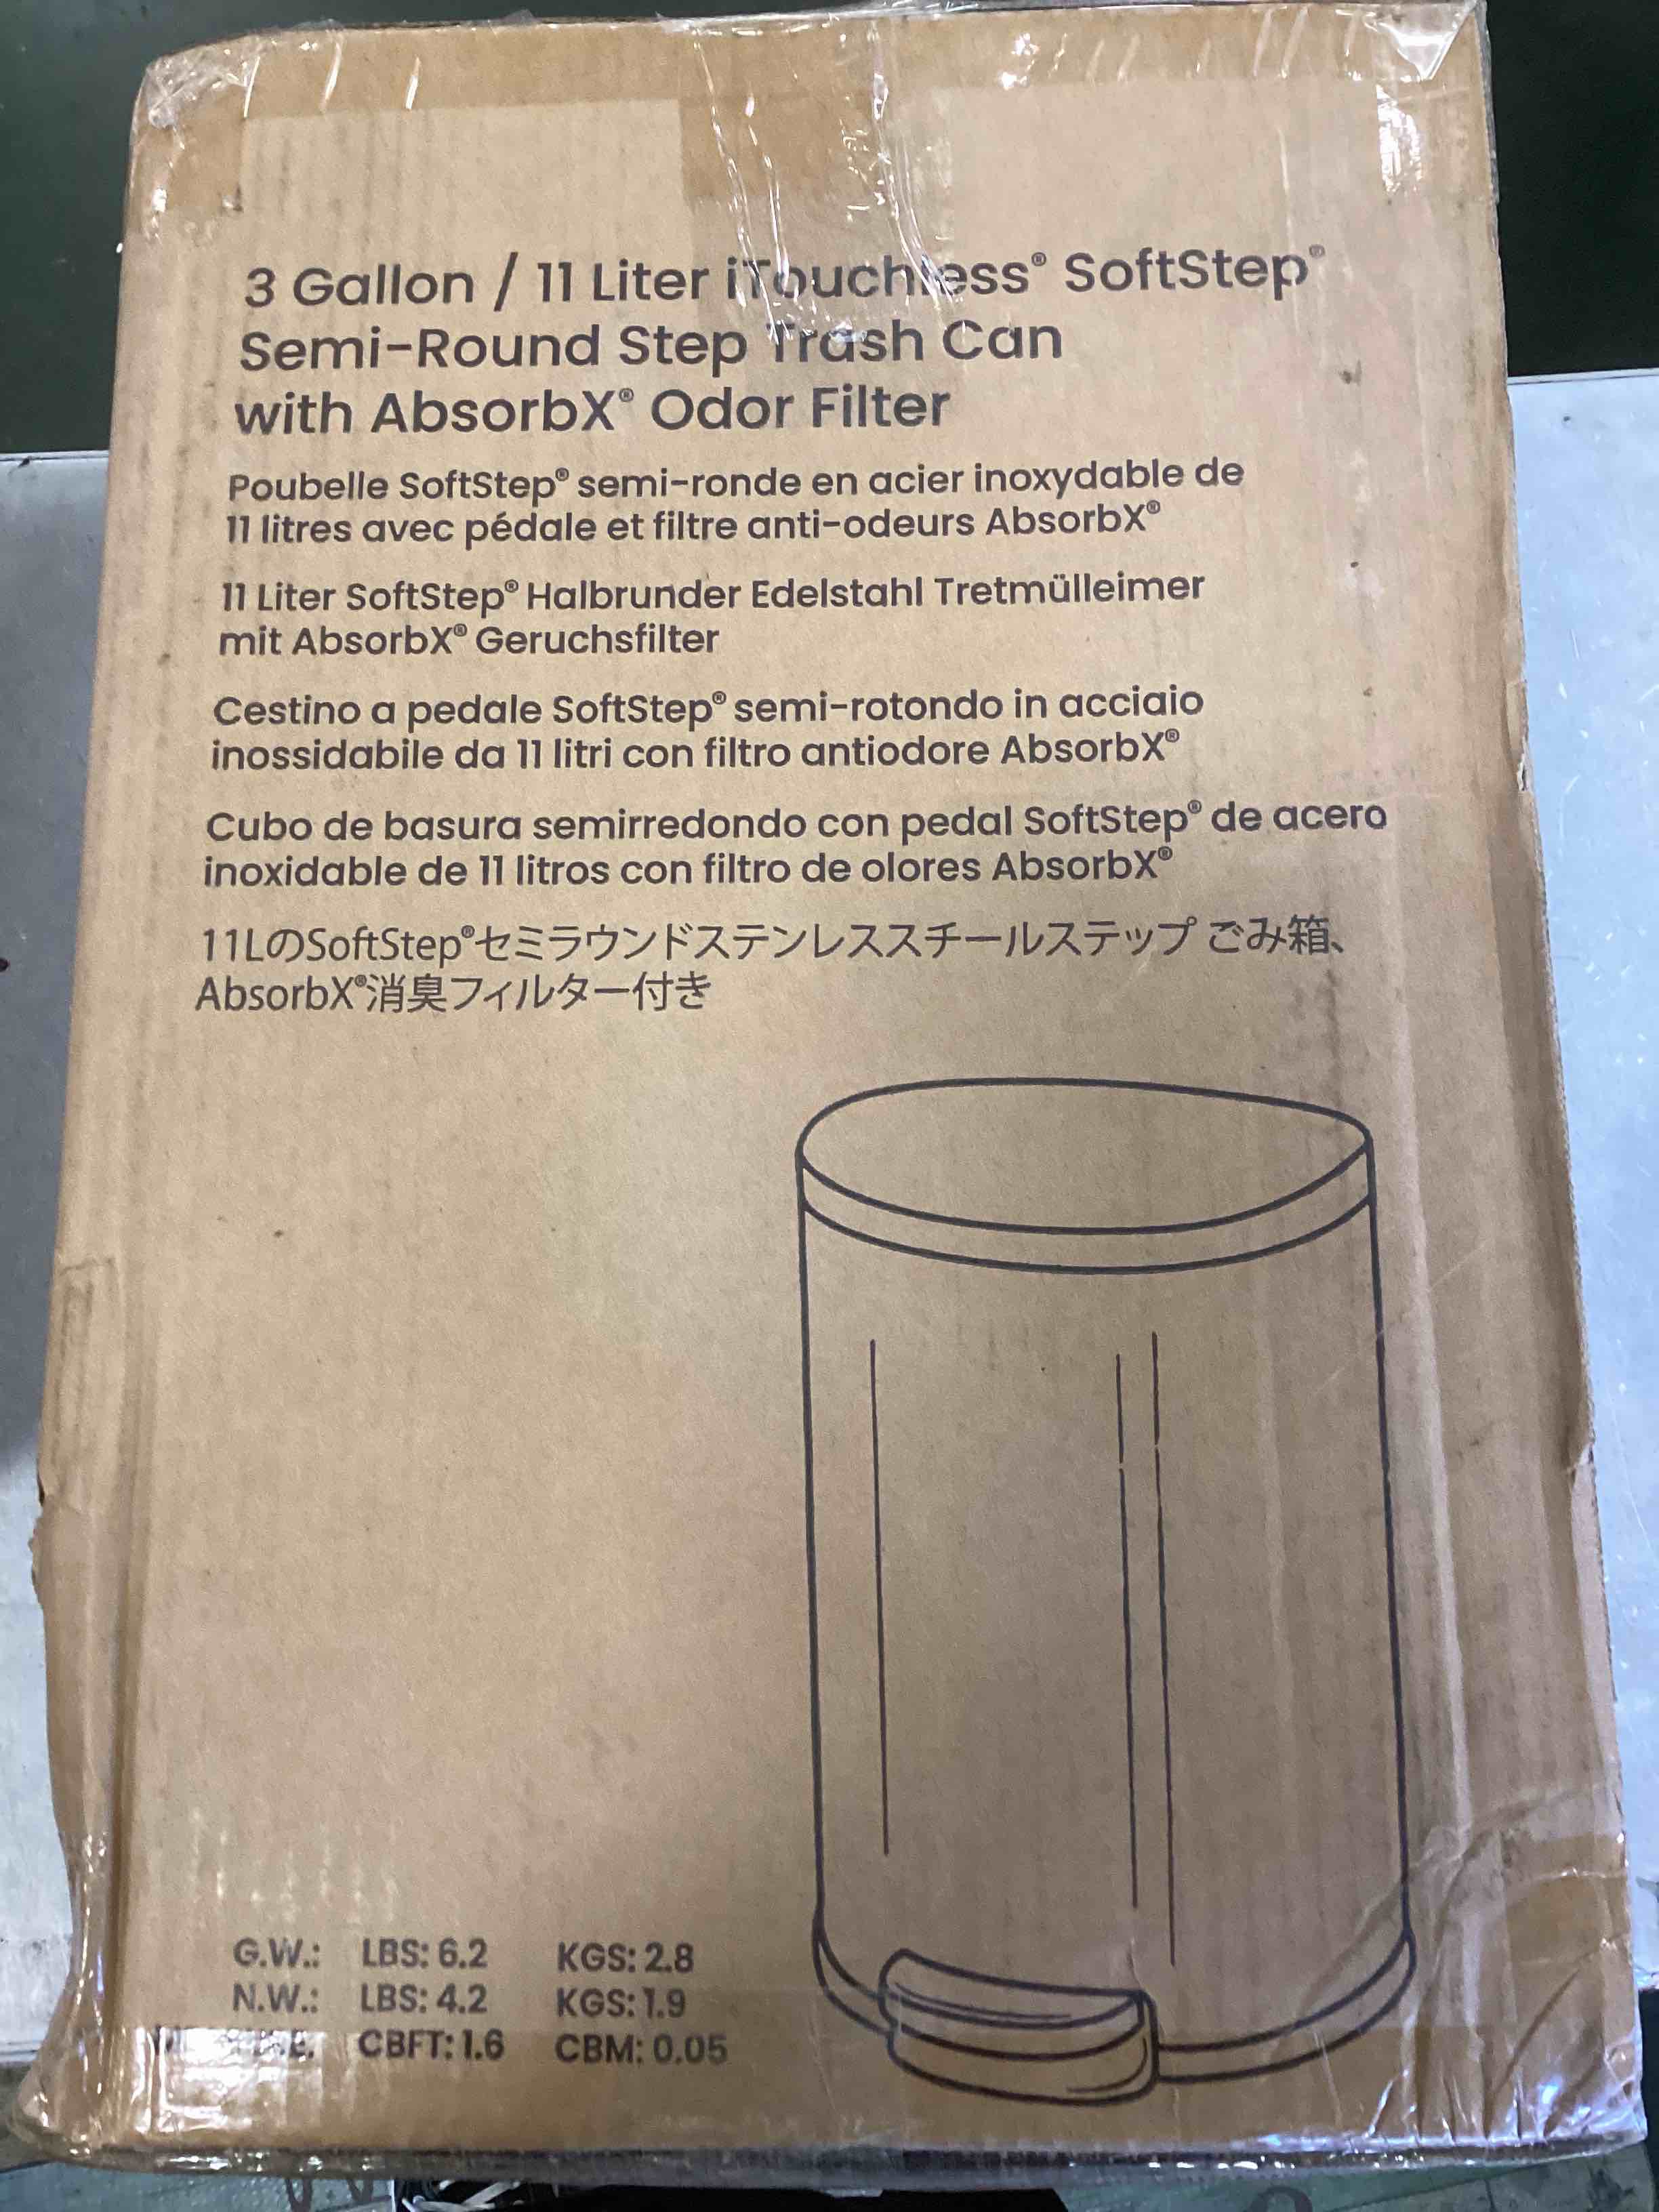 3 Gallon / 11 Liter iTouchless® SoftStep®
Semi-Round Step Trash Can
with AbsorbX® Odor Filter
Poubelle SoftStep® semi-ronde en acier inoxydable de
11 litres avec pédale et filtre anti-odeurs AbsorbX®
11 Liter SoftStep® Halbrunder Edelstahl Tretmülleimer
mit AbsorbX® Geruchsfilter
Cestino a pedale SoftStep® semi-rotondo in acciaio
inossidabile da 11 litri con filtro antiodore AbsorbX®
Cubo de basura semirredondo con pedal SoftStep® de acero
inoxidable de 11 litros con filtro de olores AbsorbX®
11LのSoftStep®セミラウンドステンレススチールステップ ごみ箱、
AbsorbX®消臭フィルター付き
G.W.: LBS: 6.2 KGS: 2.8
N.W.: LBS: 4.2 KGS: 1.9
CBFT: 1.6 CBM: 0.05